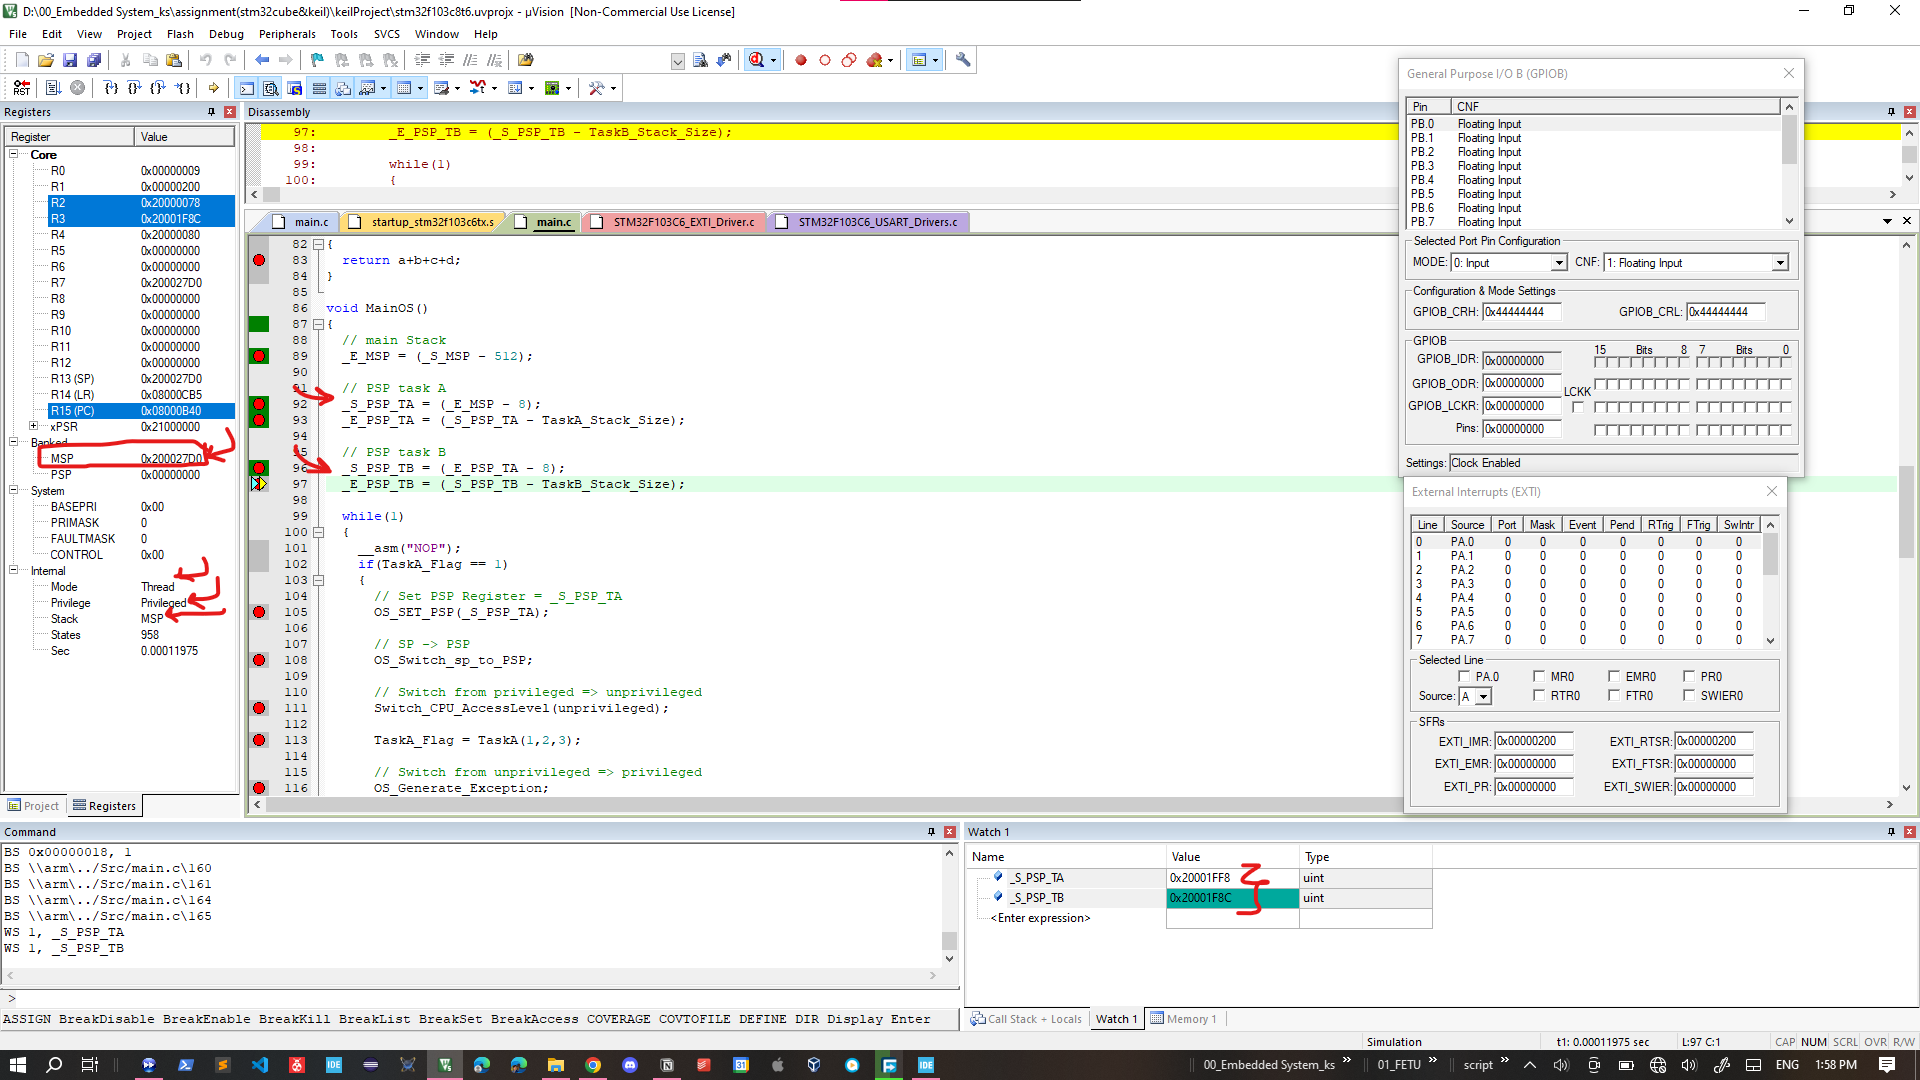 D:\00_Embedded System_ks\assignment(stm32cube&keil)\keilProject\stm32f103c8t6.uvprojx - µVision  [Non-Commercial Use License]
File Edit View Project Flash Debug Peripherals Tools SVCS Window Help
Registers
Register Value
Core
R0 0x00000009
R1 0x00000200
R2 0x20000078
R3 0x20001F8C
R4 0x20000080
R5 0x00000000
R6 0x00000000
R7 0x200027D0
R8 0x00000000
R9 0x00000000
R10 0x00000000
R11 0x00000000
R12 0x00000000
R13 (SP) 0x200027D0
R14 (LR) 0x08000CB5
R15 (PC) 0x08000B40
xPSR 0x21000000
Banked
MSP 0x200027D0
PSP 0x00000000
System
BASEPRI 0x00
PRIMASK 0
FAULTMASK 0
CONTROL 0x00
Internal
Mode Thread
Privilege Privileged
Stack MSP
States 958
Sec 0.00011975
Project Registers
Disassembly
97: _E_PSP_TB = (_S_PSP_TB - TaskB_Stack_Size);
98:
99: while(1)
100: {
main.c startup_stm32f103c6tx.s main.c STM32F103C6_EXTI_Driver.c STM32F103C6_USART_Drivers.c
82 {
83 return a+b+c+d;
84 }
85
86 void MainOS()
87 {
88 // main Stack
89 _E_MSP = (_S_MSP - 512);
90
91 // PSP task A
92 _S_PSP_TA = (_E_MSP - 8);
93 _E_PSP_TA = (_S_PSP_TA - TaskA_Stack_Size);
94
95 // PSP task B
96 _S_PSP_TB = (_E_PSP_TA - 8);
97 _E_PSP_TB = (_S_PSP_TB - TaskB_Stack_Size);
98
99 while(1)
100 {
101 __asm("NOP");
102 if(TaskA_Flag == 1)
103 {
104 // Set PSP Register = _S_PSP_TA
105 OS_SET_PSP(_S_PSP_TA);
106
107 // SP -> PSP
108 OS_Switch_sp_to_PSP;
109
110 // Switch from privileged => unprivileged
111 Switch_CPU_AccessLevel(unprivileged);
112
113 TaskA_Flag = TaskA(1,2,3);
114
115 // Switch from unprivileged => privileged
116 OS_Generate_Exception;
General Purpose I/O B (GPIOB)
Pin CNF
PB.0 Floating Input
PB.1 Floating Input
PB.2 Floating Input
PB.3 Floating Input
PB.4 Floating Input
PB.5 Floating Input
PB.6 Floating Input
PB.7 Floating Input
Selected Port Pin Configuration
MODE: 0: Input CNF: 1: Floating Input
Configuration & Mode Settings
GPIOB_CRH: 0x44444444 GPIOB_CRL: 0x44444444
GPIOB
15 Bits 8 7 Bits 0
GPIOB_IDR: 0x00000000
GPIOB_ODR: 0x00000000
LCKK
GPIOB_LCKR: 0x00000000
Pins: 0x00000000
Settings: Clock Enabled
External Interrupts (EXTI)
Line Source Port Mask Event Pend RTrig FTrig SwIntr
0 PA.0 0 0 0 0 0 0 0
1 PA.1 0 0 0 0 0 0 0
2 PA.2 0 0 0 0 0 0 0
3 PA.3 0 0 0 0 0 0 0
4 PA.4 0 0 0 0 0 0 0
5 PA.5 0 0 0 0 0 0 0
6 PA.6 0 0 0 0 0 0 0
7 PA.7 0 0 0 0 0 0 0
Selected Line
PA.0 MR0 EMR0 PR0
Source: A RTR0 FTR0 SWIER0
SFRs
EXTI_IMR: 0x00000200 EXTI_RTSR: 0x00000200
EXTI_EMR: 0x00000000 EXTI_FTSR: 0x00000000
EXTI_PR: 0x00000000 EXTI_SWIER: 0x00000000
Command
BS 0x00000018, 1
BS \\arm\../Src/main.c\160
BS \\arm\../Src/main.c\161
BS \\arm\../Src/main.c\164
BS \\arm\../Src/main.c\165
WS 1, _S_PSP_TA
WS 1, _S_PSP_TB
>
ASSIGN BreakDisable BreakEnable BreakKill BreakList BreakSet BreakAccess COVERAGE COVTOFILE DEFINE DIR Display Enter
Watch 1
Name Value Type
_S_PSP_TA 0x20001FF8 uint
_S_PSP_TB 0x20001F8C uint
<Enter expression>
Call Stack + Locals Watch 1 Memory 1
Simulation t1: 0.00011975 sec L:97 C:1 CAP NUM SCRL OVR R/W
00_Embedded System_ks 01_FETU script ENG 1:58 PM